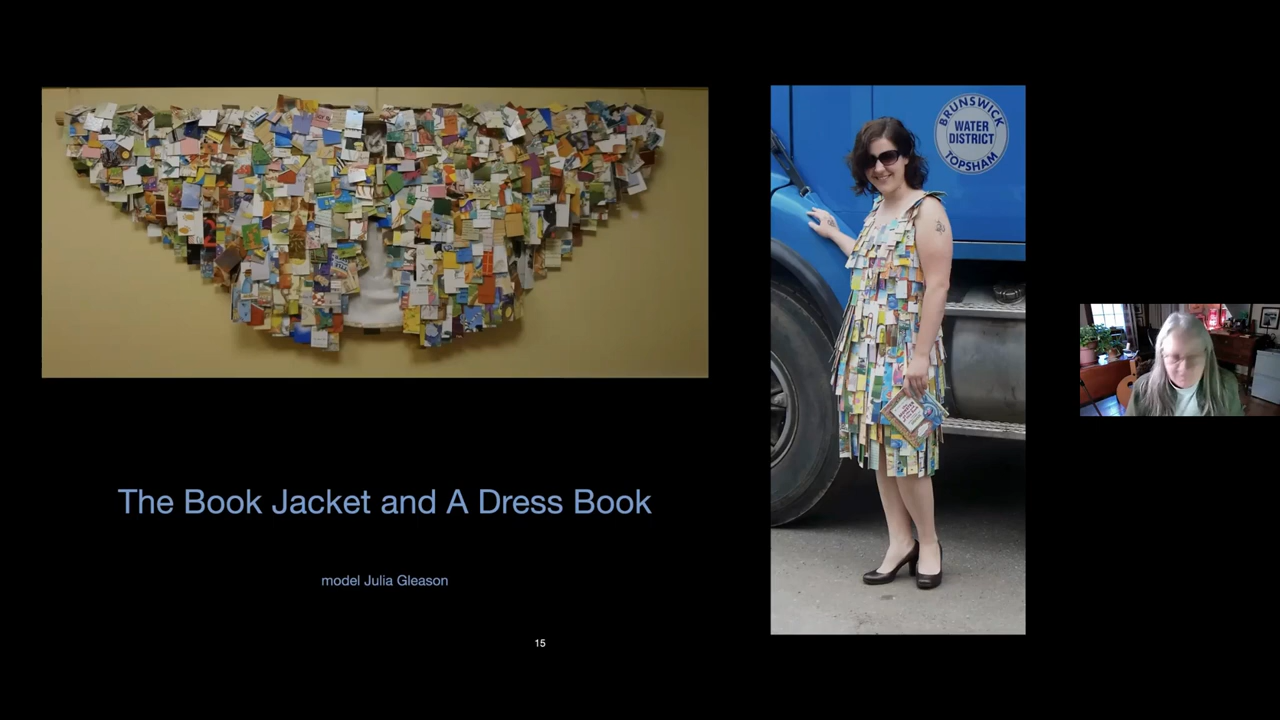 BRUNSWICK
WATER
DISTRICT
TOPSHAM
The Book Jacket and A Dress Book
model Julia Gleason
15